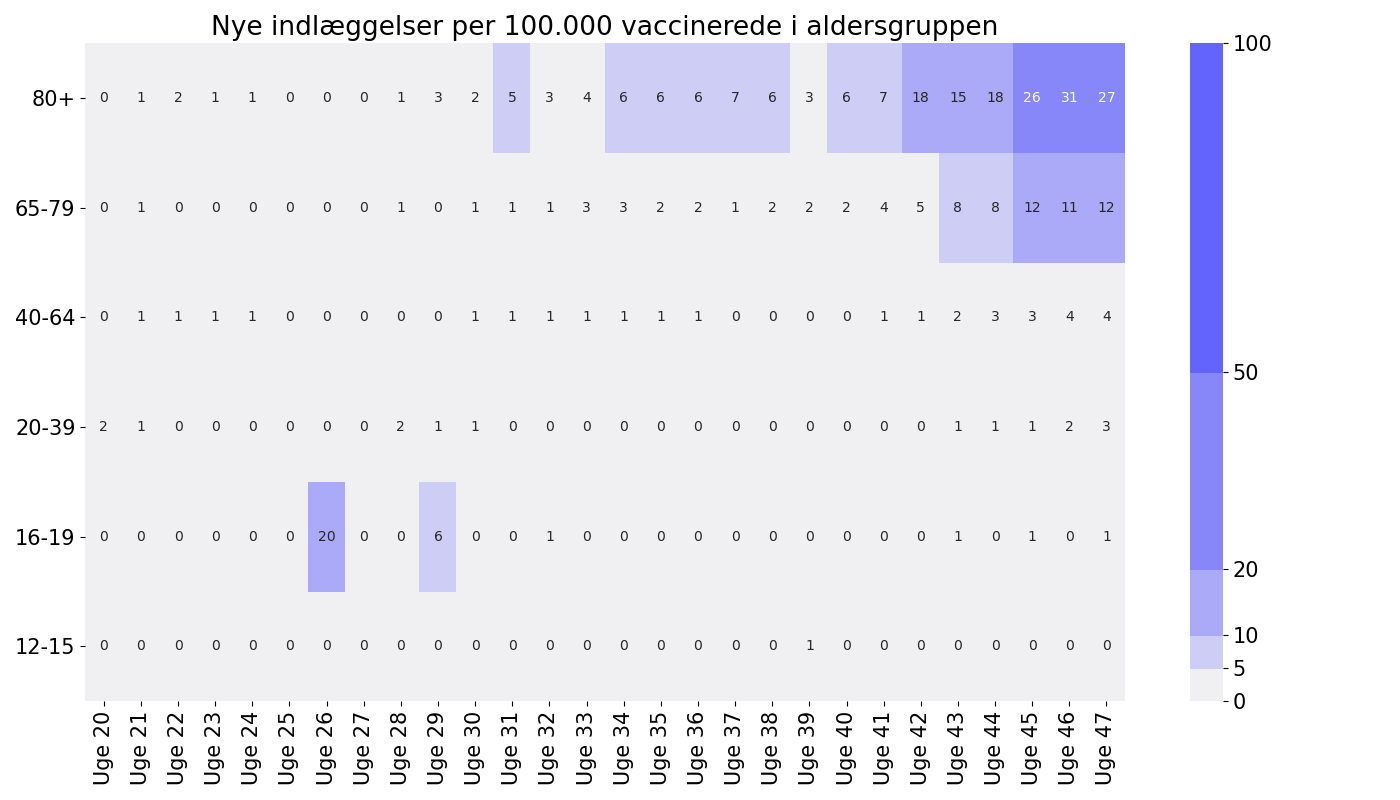 Nye indlæggelser per 100.000 vaccinerede i aldersgruppen
80+ 0 1 2 1 1 0 0 0 1 3 2 5 3 4 6 6 6 7 6 3 6 7 18 15 18 26 31 27
65-79 0 1 0 0 0 0 0 0 1 0 1 1 1 3 3 2 2 1 2 2 2 4 5 8 8 12 11 12
40-64 0 1 1 1 1 0 0 0 0 0 1 1 1 1 1 1 1 0 0 0 0 1 1 2 3 3 4 4
20-39 2 1 0 0 0 0 0 0 2 1 1 0 0 0 0 0 0 0 0 0 0 0 0 1 1 1 2 3
16-19 0 0 0 0 0 0 20 0 0 6 0 0 1 0 0 0 0 0 0 0 0 0 0 1 0 1 0 1
12-15 0 0 0 0 0 0 0 0 0 0 0 0 0 0 0 0 0 0 0 1 0 0 0 0 0 0 0 0
Uge 20 Uge 21 Uge 22 Uge 23 Uge 24 Uge 25 Uge 26 Uge 27 Uge 28 Uge 29 Uge 30 Uge 31 Uge 32 Uge 33 Uge 34 Uge 35 Uge 36 Uge 37 Uge 38 Uge 39 Uge 40 Uge 41 Uge 42 Uge 43 Uge 44 Uge 45 Uge 46 Uge 47
100
50
20
10
5
0